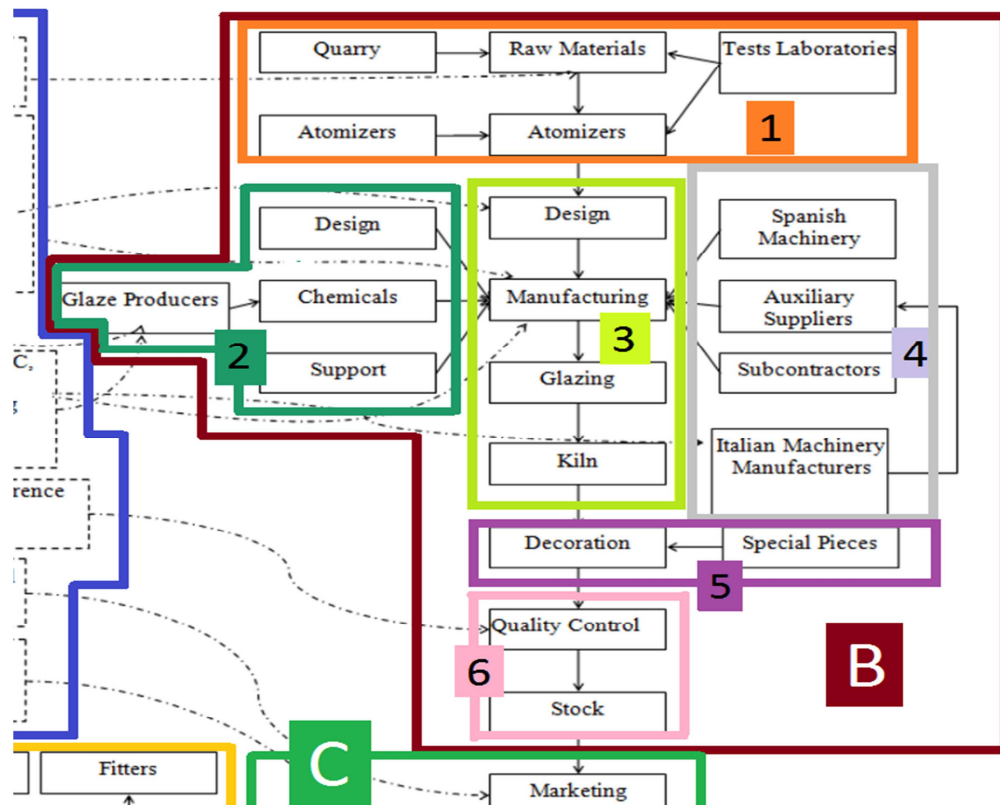 Quarry
Raw Materials
Tests Laboratories
1
Atomizers
Atomizers
Design
Design
Spanish
Machinery
Glaze Producers
Chemicals
Manufacturing
Auxiliary
Suppliers
2
3
4
C,
Support
Glazing
Subcontractors
g
Kiln
Italian Machinery
Manufacturers
rence
Decoration
Special Pieces
5
Quality Control
6
B
Stock
C
Fitters
Marketing